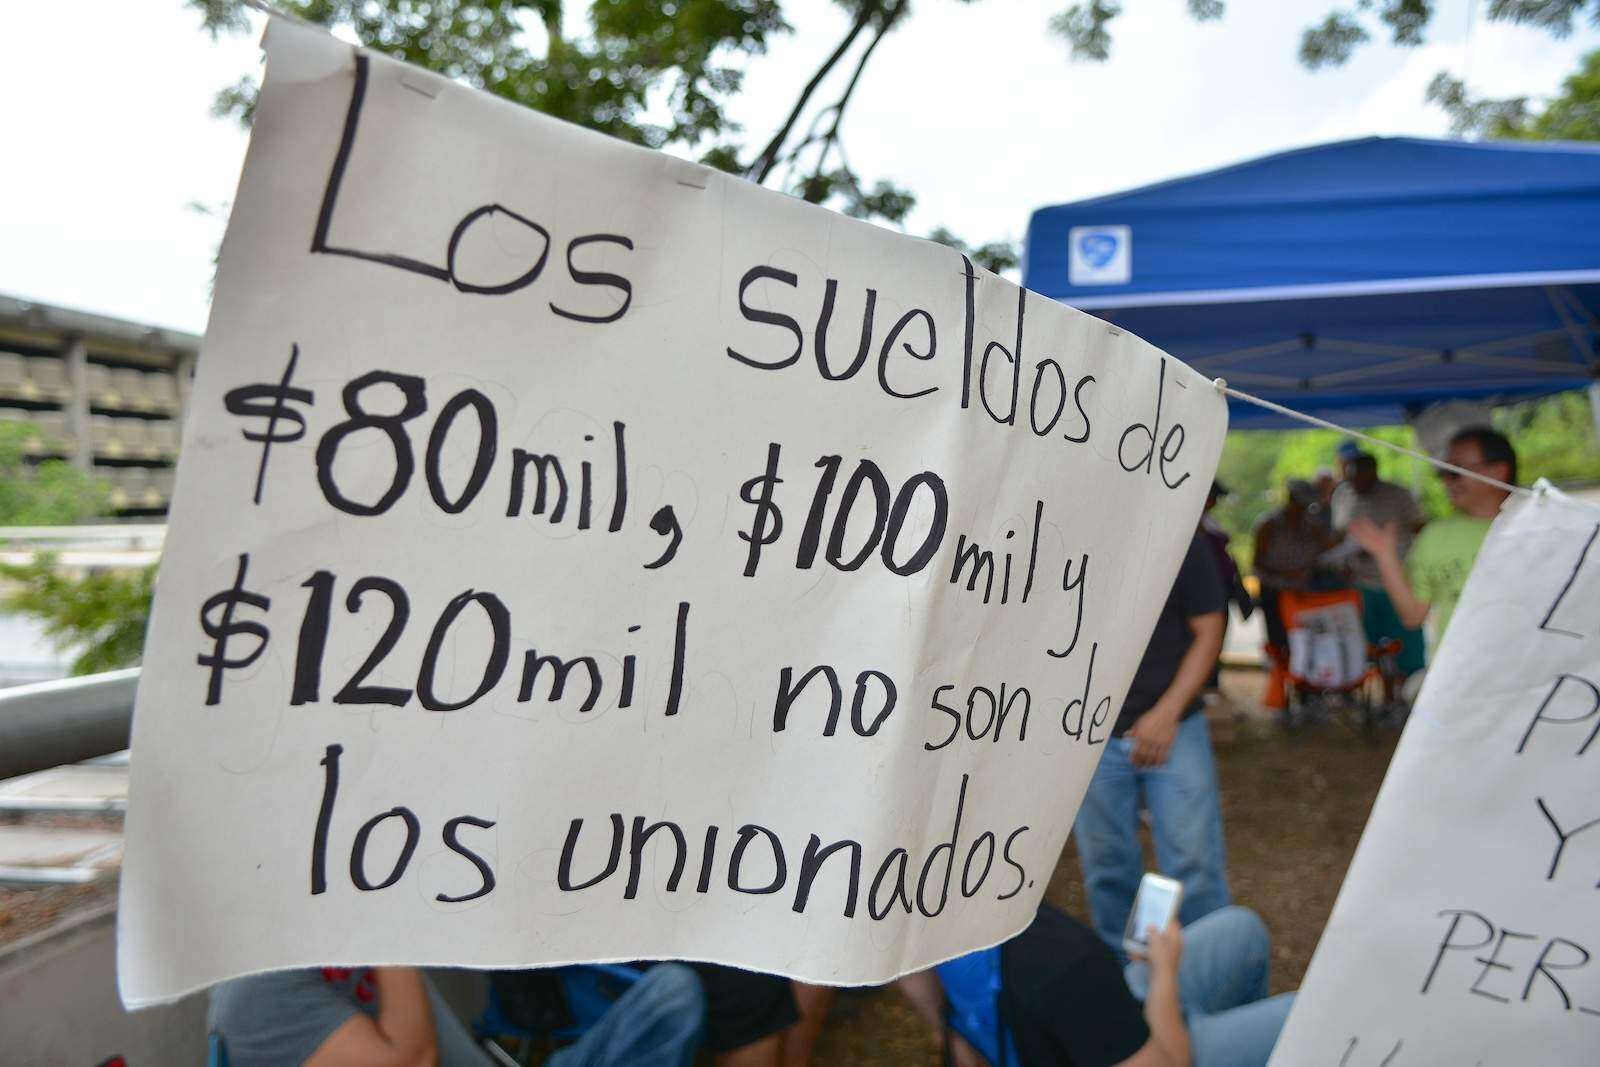 Los sueldos de
$80mil, $100mil y
$120mil no son de
los unionados.